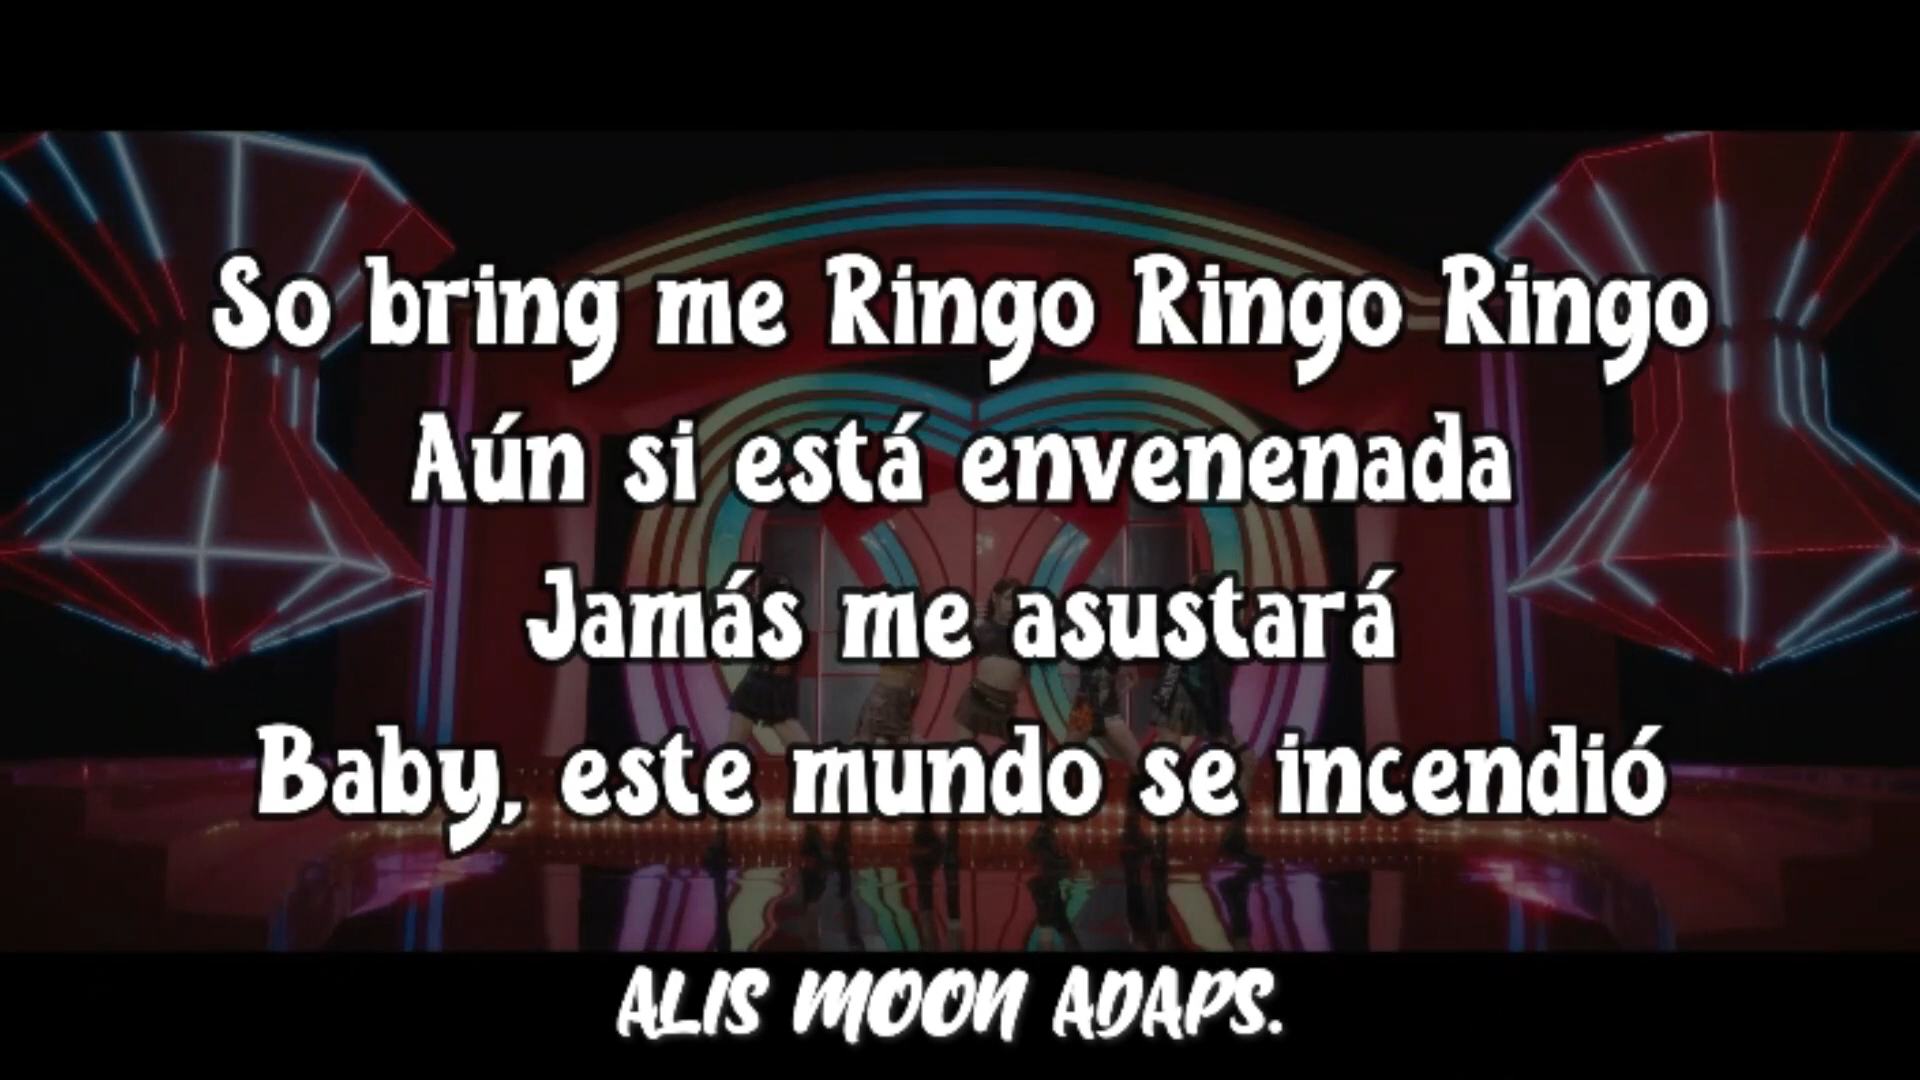 So bring me Ringo Ringo Ringo
Aún si está envenenada
Jamás me asustará
Baby, este mundo se incendió
ALIS MOON ADAPS.